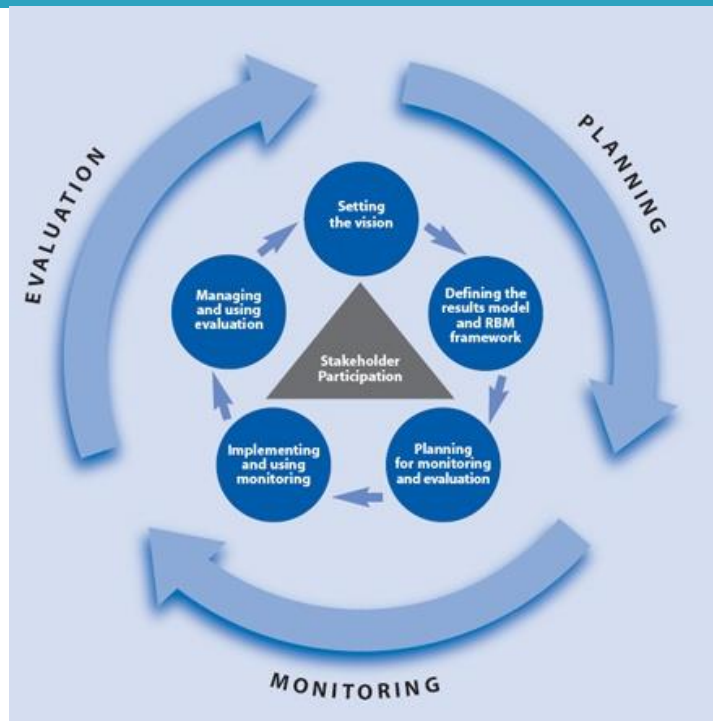 EVALUATION
PLANNING
Setting
the vision
Managing
and using
evaluation
Defining the
results model
and RBM
framework
Stakeholder
Participation
Implementing
and using
monitoring
Planning
for monitoring
and evaluation
MONITORING